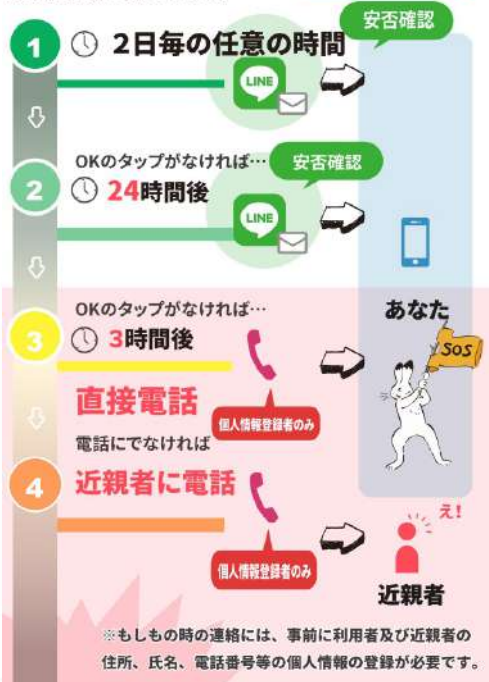 安否確認
1
2日毎の任意の時間
LINE
OKのタップがなければ…
安否確認
2
24時間後
LINE
OKのタップがなければ…
あなた
3
3時間後
SOS
直接電話
個人情報登録者のみ
電話にでなければ
4
近親者に電話
え!
個人情報登録者のみ
近親者
※もしもの時の連絡には、事前に利用者及び近親者の
住所、氏名、電話番号等の個人情報の登録が必要です。